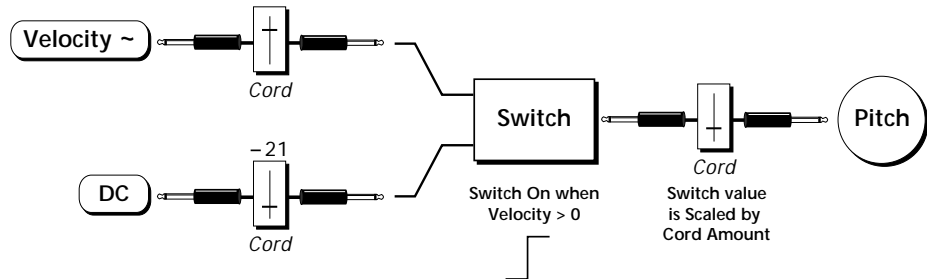 Velocity ~
Cord
Switch
Pitch
–21
DC
Cord
Cord
Switch On when
Velocity > 0
Switch value
is Scaled by
Cord Amount